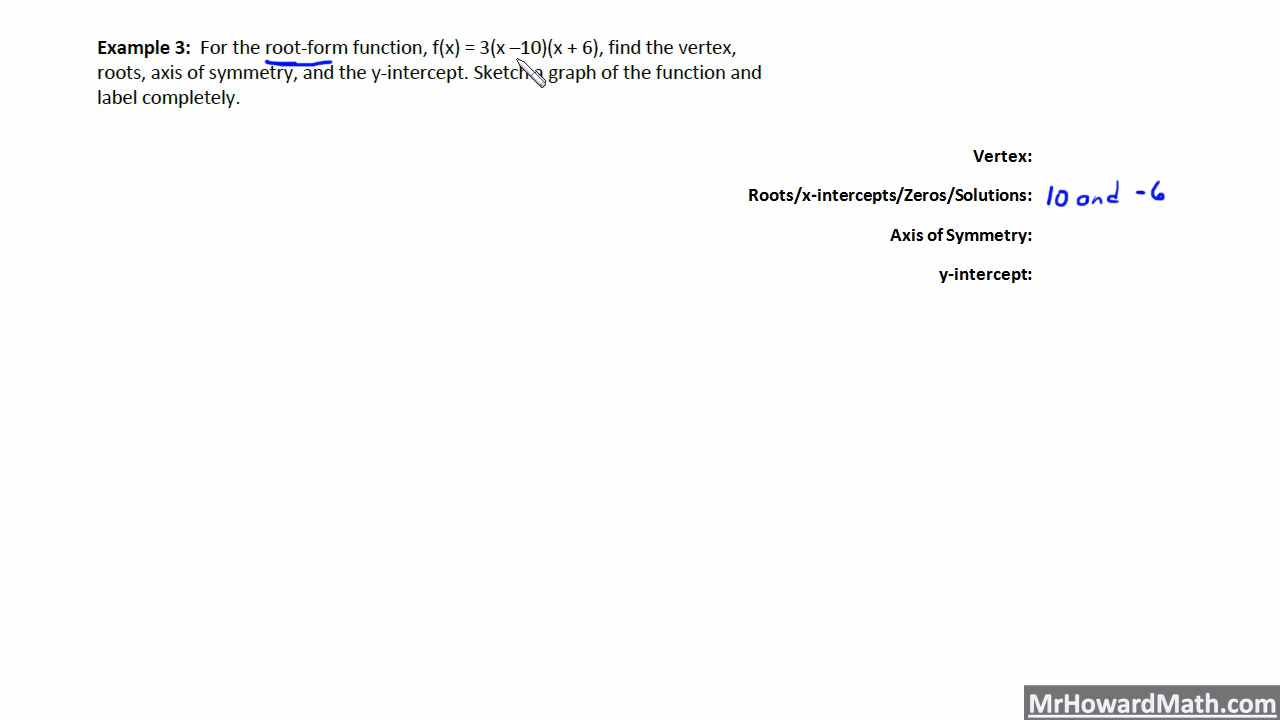 Example 3: For the root-form function, f(x) = 3(x –10)(x + 6), find the vertex,
roots, axis of symmetry, and the y-intercept. Sketch a graph of the function and
label completely.
Vertex:
Roots/x-intercepts/Zeros/Solutions: 10 and -6
Axis of Symmetry:
y-intercept:
MrHowardMath.com